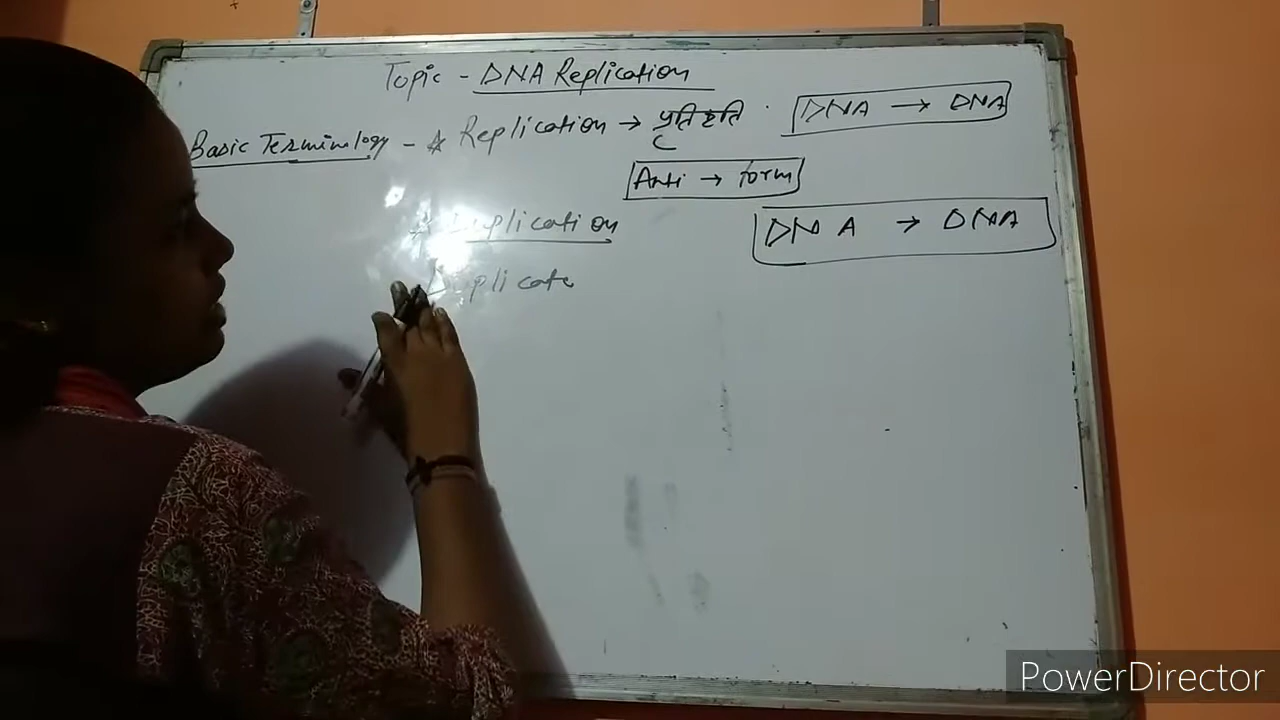 Topic - DNA Replication
Basic Terminology - * Replication → प्रतिकृति DNA → DNA
Anti → form
Duplication DNA → DNA
Duplicate
PowerDirector